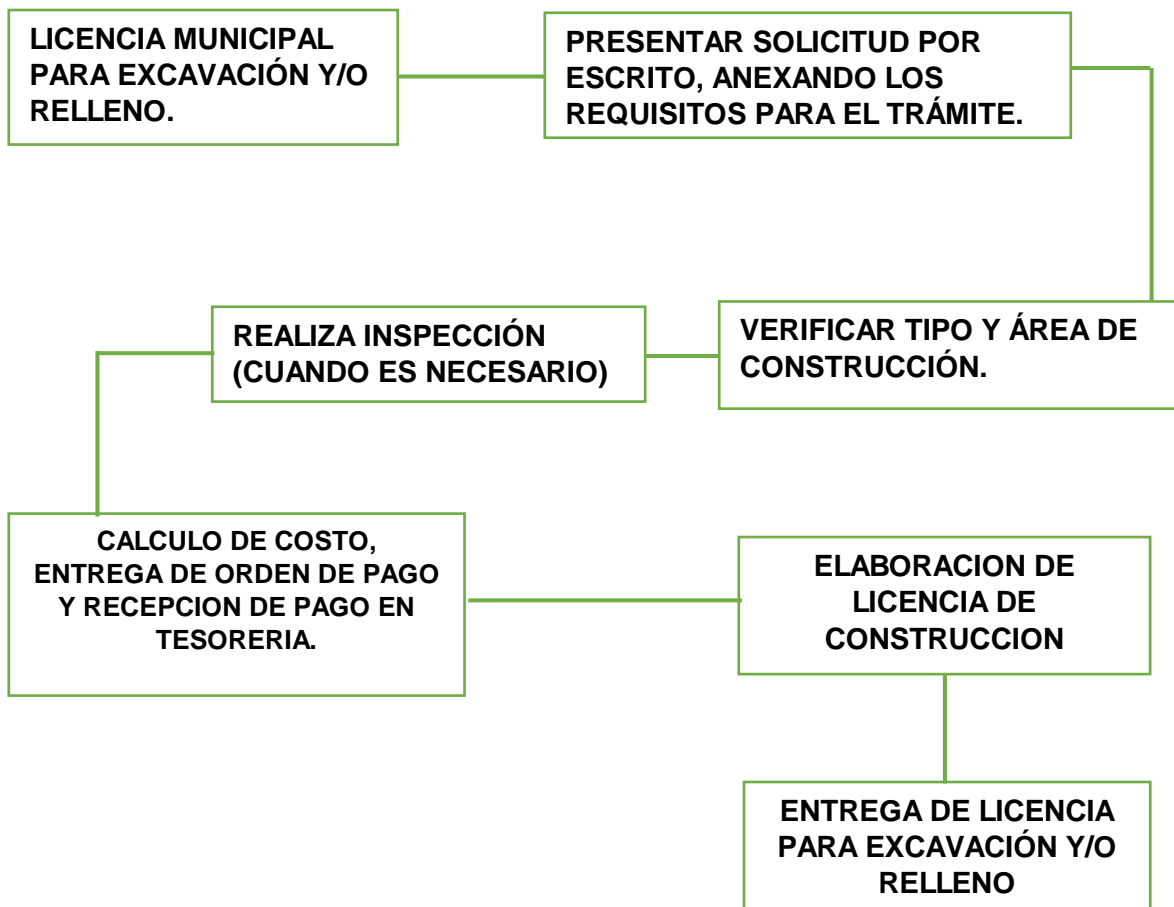 LICENCIA MUNICIPAL
PARA EXCAVACIÓN Y/O
RELLENO.
PRESENTAR SOLICITUD POR
ESCRITO, ANEXANDO LOS
REQUISITOS PARA EL TRÁMITE.
VERIFICAR TIPO Y ÁREA DE
CONSTRUCCIÓN.
REALIZA INSPECCIÓN
(CUANDO ES NECESARIO)
CALCULO DE COSTO,
ENTREGA DE ORDEN DE PAGO
Y RECEPCION DE PAGO EN
TESORERIA.
ELABORACION DE
LICENCIA DE
CONSTRUCCION
ENTREGA DE LICENCIA
PARA EXCAVACIÓN Y/O
RELLENO